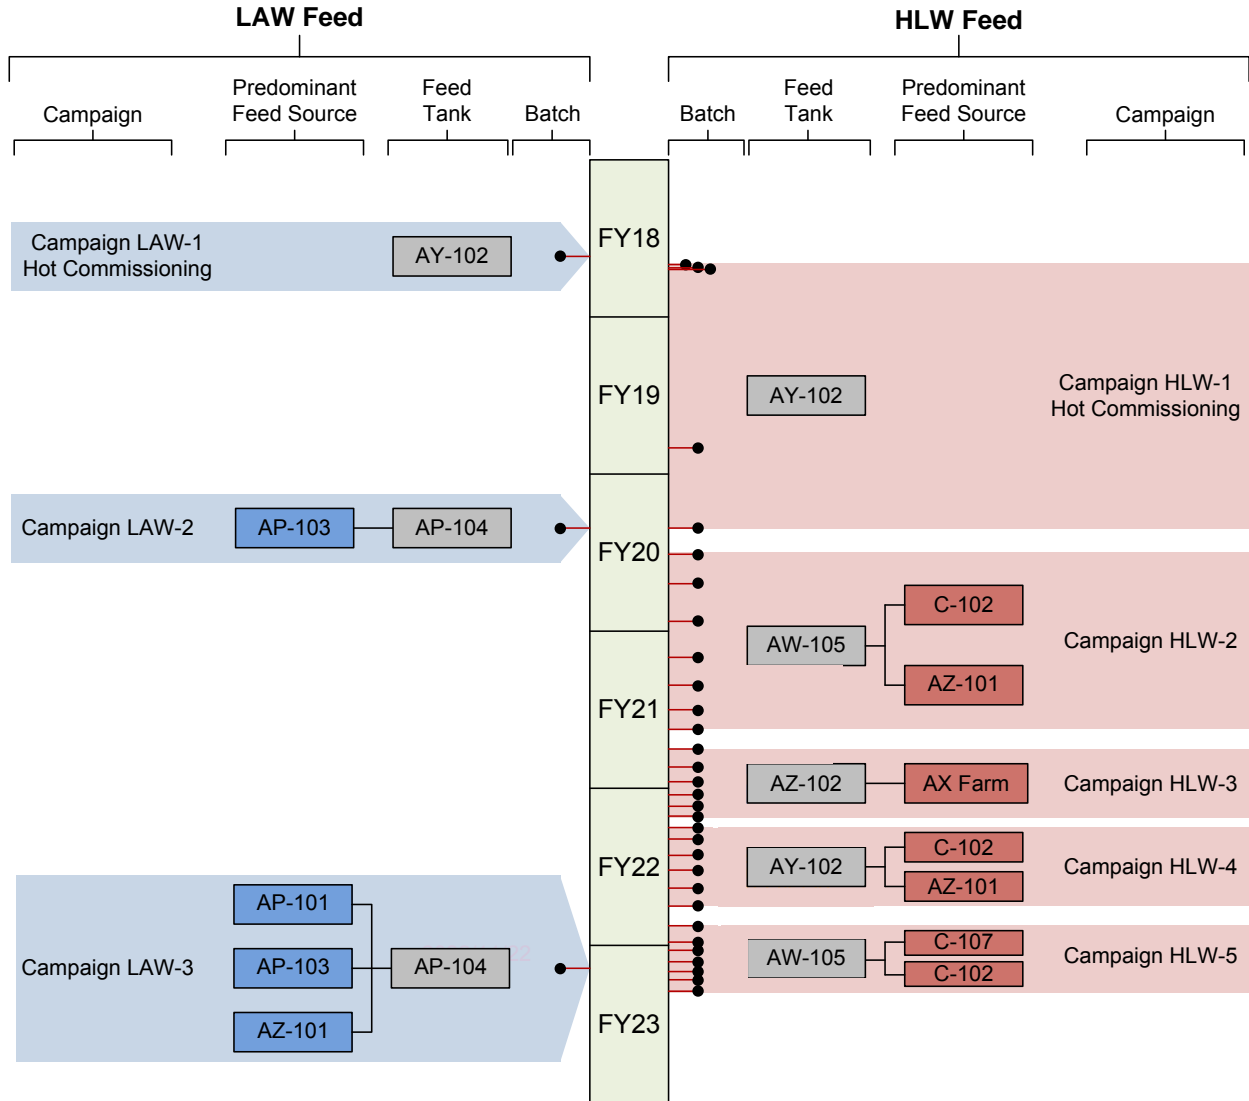 LAW Feed
HLW Feed
Campaign
Predominant
Feed Source
Feed
Tank
Batch
Batch
Feed
Tank
Predominant
Feed Source
Campaign
Campaign LAW-1
Hot Commissioning
AY-102
FY18
FY19
AY-102
Campaign HLW-1
Hot Commissioning
Campaign LAW-2
AP-103
AP-104
FY20
C-102
AW-105
AZ-101
Campaign HLW-2
FY21
AZ-102
AX Farm
Campaign HLW-3
FY22
AY-102
C-102
AZ-101
Campaign HLW-4
Campaign LAW-3
AP-101
AP-103
AZ-101
AP-104
AW-105
C-107
C-102
Campaign HLW-5
FY23